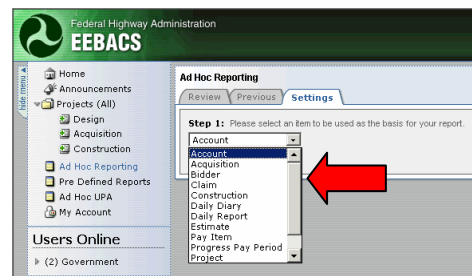 Federal Highway Administration
EEBACS
hide menu
Home
Announcements
Projects (All)
Design
Acquisition
Construction
Ad Hoc Reporting
Pre Defined Reports
Ad Hoc UPA
My Account
Users Online
(2) Government
Ad Hoc Reporting
Review Previous Settings
Step 1: Please select an item to be used as the basis for your report.
Account
Account
Acquisition
Bidder
Claim
Construction
Daily Diary
Daily Report
Estimate
Pay Item
Progress Pay Period
Project